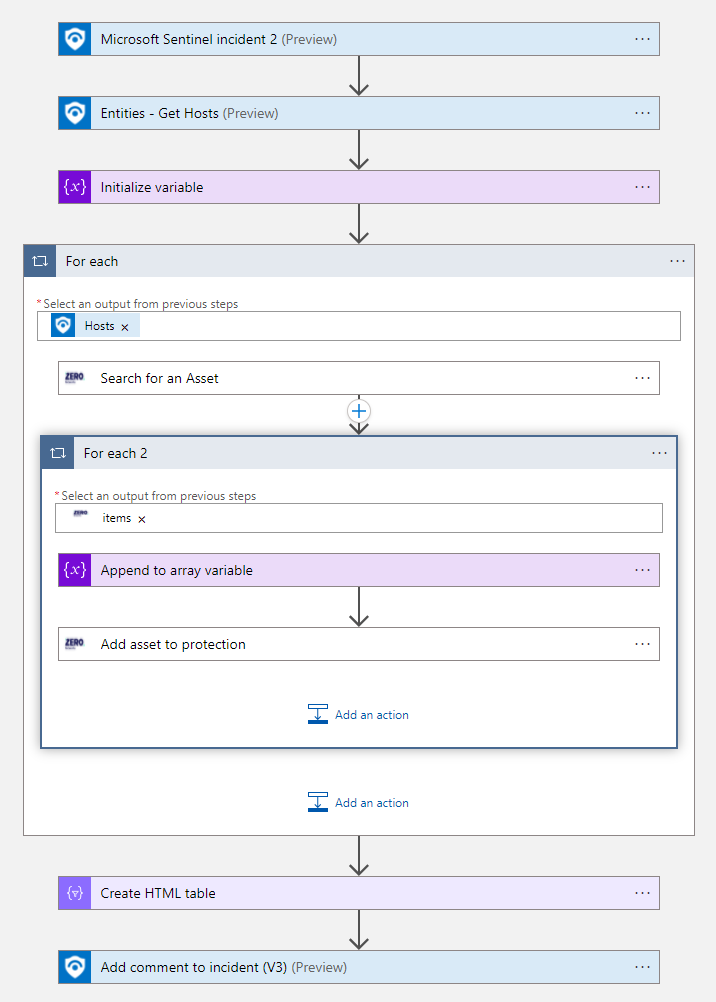 Microsoft Sentinel incident 2 (Preview)
Entities - Get Hosts (Preview)
{x} Initialize variable
For each
* Select an output from previous steps
Hosts x
ZERO Search for an Asset
For each 2
* Select an output from previous steps
ZERO items x
{x} Append to array variable
ZERO Add asset to protection
Add an action
Add an action
Create HTML table
Add comment to incident (V3) (Preview)